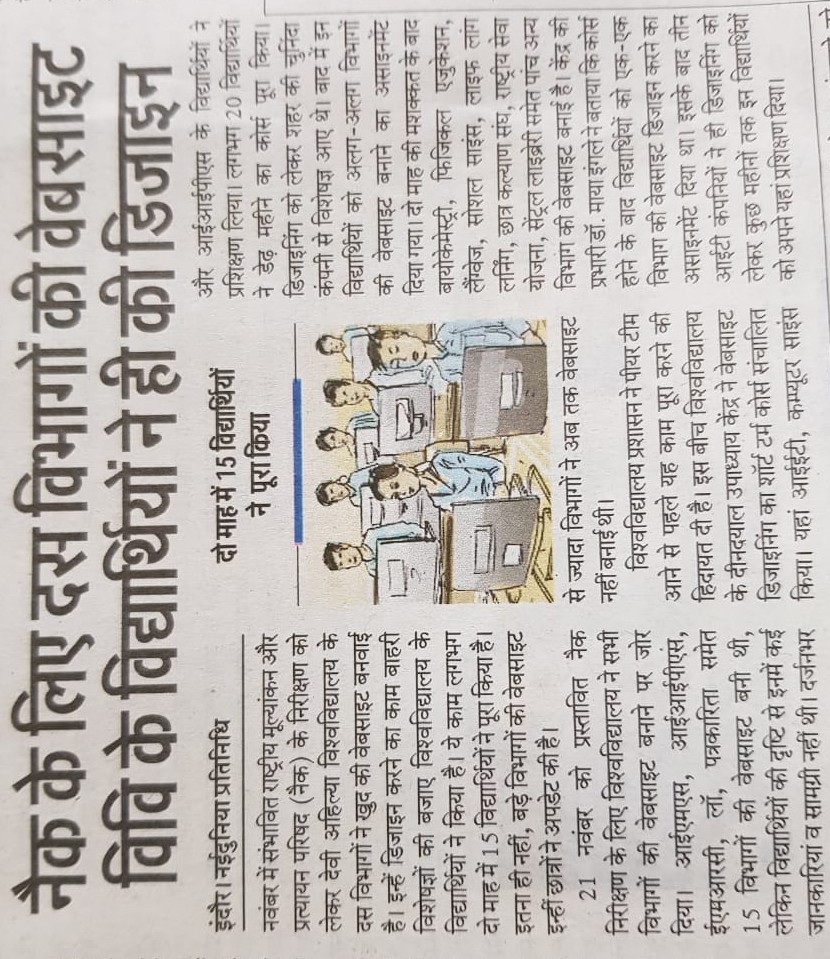 नैक के लिए दस विभागों की वेबसाइट
विवि के विद्यार्थियों ने ही की डिजाइन
इंदौर। नईदुनिया प्रतिनिधि
नवंबर में संभावित राष्ट्रीय मूल्यांकन और
प्रत्यायन परिषद (नैक) के निरीक्षण को
लेकर देवी अहिल्या विश्वविद्यालय के
दस विभागों ने खुद की वेबसाइट बनवाई
है। इन्हें डिजाइन करने का काम बाहरी
विशेषज्ञों की बजाए विश्वविद्यालय के
विद्यार्थियों ने किया है। ये काम लगभग
दो माह में 15 विद्यार्थियों ने पूरा किया है।
इतना ही नहीं, बड़े विभागों की वेबसाइट
इन्हीं छात्रों ने अपडेट की है।
21 नवंबर को प्रस्तावित नैक
निरीक्षण के लिए विश्वविद्यालय ने सभी
विभागों की वेबसाइट बनाने पर जोर
दिया। आईएमएस, आईआईपीएस,
ईएमआरसी, लॉ, पत्रकारिता समेत
15 विभागों की वेबसाइट बनी थी,
लेकिन विद्यार्थियों की दृष्टि से इनमें कई
जानकारियां व सामग्री नहीं थी। दर्जनभर
दो माह में 15 विद्यार्थियों
ने पूरा किया
से ज्यादा विभागों ने अब तक वेबसाइट
नहीं बनाई थी।
विश्वविद्यालय प्रशासन ने पीयर टीम
आने से पहले यह काम पूरा करने की
हिदायत दी है। इस बीच विश्वविद्यालय
के दीनदयाल उपाध्याय केंद्र ने वेबसाइट
डिजाइनिंग का शॉर्ट टर्म कोर्स संचालित
किया। यहां आईईटी, कम्प्यूटर साइंस
और आईआईपीएस के विद्यार्थियों ने
प्रशिक्षण लिया। लगभग 20 विद्यार्थियों
ने डेढ़ महीने का कोर्स पूरा किया।
डिजाइनिंग को लेकर शहर की चुनिंदा
कंपनी से विशेषज्ञ आए थे। बाद में इन
विद्यार्थियों को अलग-अलग विभागों
की वेबसाइट बनाने का असाइनमेंट
दिया गया। दो माह की मशक्कत के बाद
बायोकेमेस्ट्री, फिजिकल एजुकेशन,
लैंग्वेज, सोशल साइंस, लाइफ लांग
लर्निंग, छात्र कल्याण संघ, राष्ट्रीय सेवा
योजना, सेंट्रल लाइब्रेरी समेत पांच अन्य
विभाग की वेबसाइट बनाई है। केंद्र की
प्रभारी डॉ. माया इंगले ने बताया कि कोर्स
होने के बाद विद्यार्थियों को एक-एक
विभाग की वेबसाइट डिजाइन करने का
असाइनमेंट दिया था। इसके बाद तीन
आईटी कंपनियों ने ही डिजाइनिंग को
लेकर कुछ महीनों तक इन विद्यार्थियों
को अपने यहां प्रशिक्षण दिया।